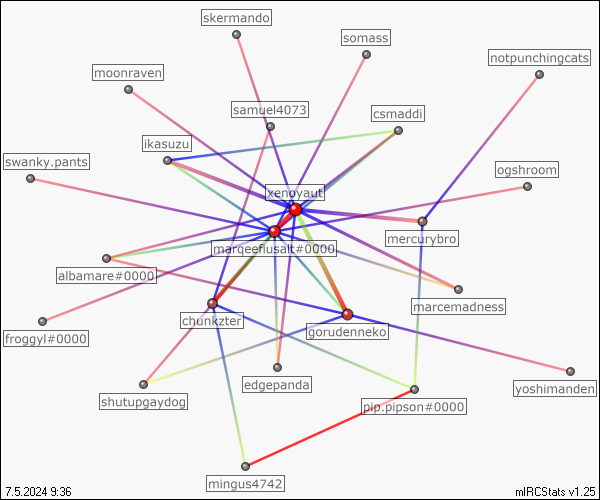 skermando
somass
notpunchingcats
moonraven
samuel4073
csmaddi
ikasuzu
swanky.pants
ogshroom
xenoyaut
mercurybro
marqeefiusalt#0000
albamare#0000
marcemadness
chunkzter
gorudenneko
froggyl#0000
edgepanda
yoshimanden
shutupgaydog
pip.pipson#0000
mingus4742
7.5.2024 9:36
mIRCStats v1.25